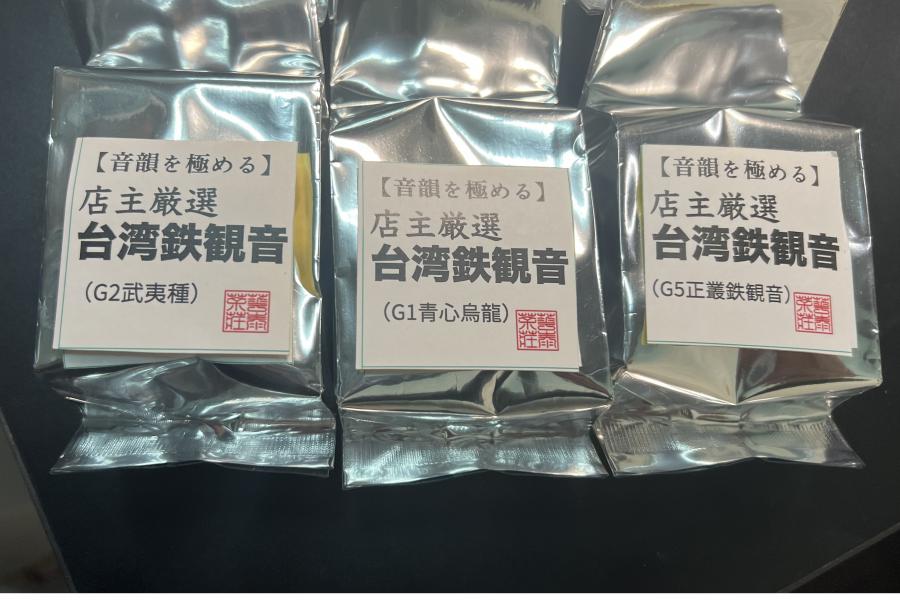 【音韻を極める】
店主厳選
台湾鉄観音
（G2武夷種）
【音韻を極める】
店主厳選
台湾鉄観音
（G1青心烏龍）
【音韻を極める】
店主厳選
台湾鉄観音
（G5正叢鉄観音）